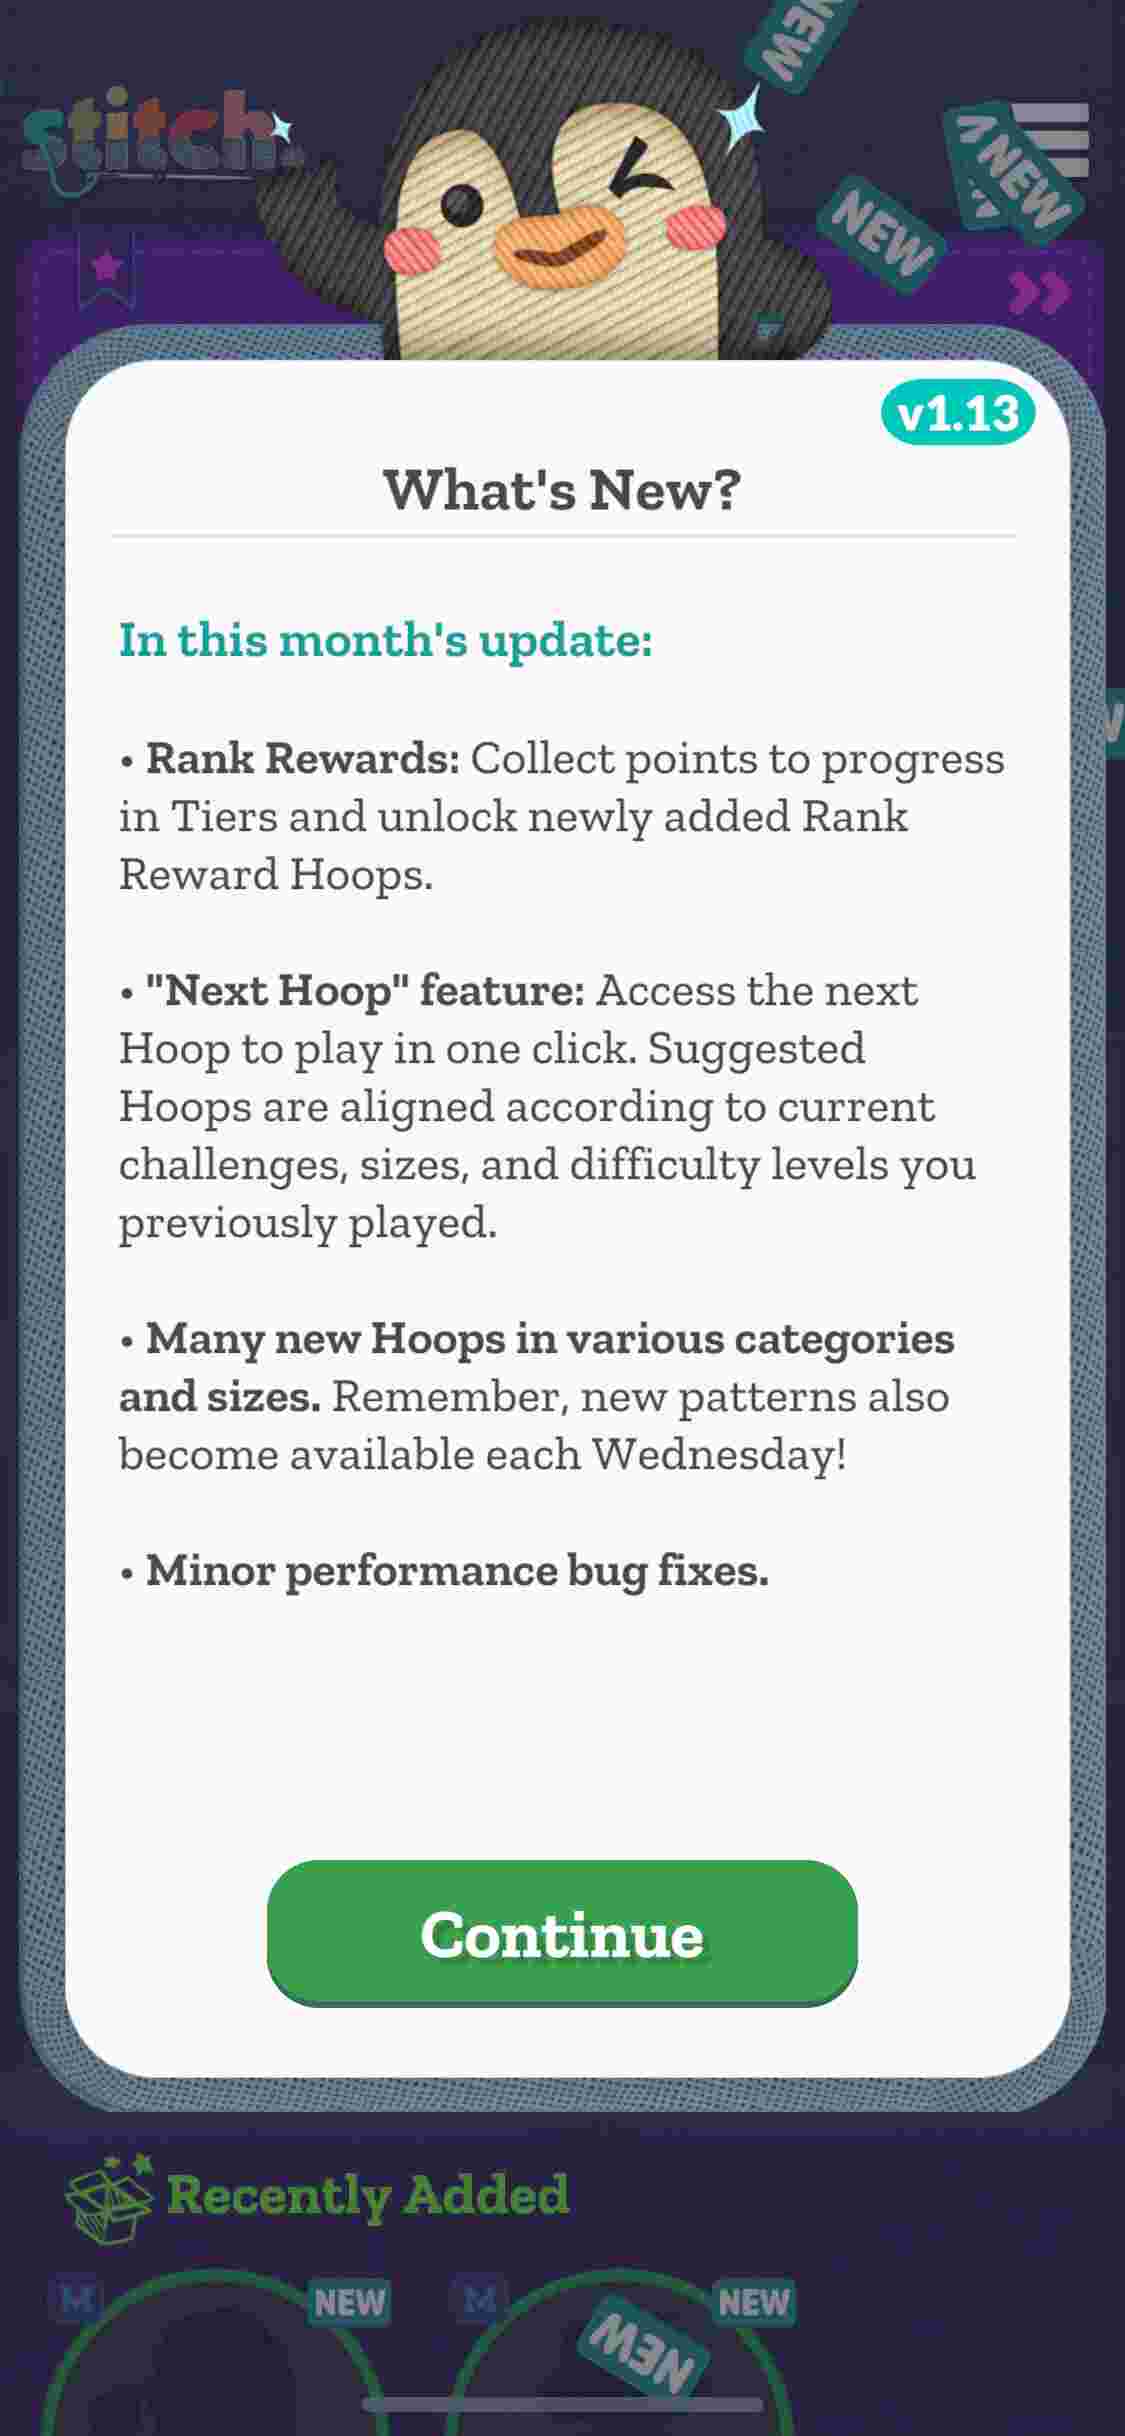 NEW
stitch.
NEW
NEW
v1.13
What's New?
In this month's update:
• Rank Rewards: Collect points to progress
in Tiers and unlock newly added Rank
Reward Hoops.
• "Next Hoop" feature: Access the next
Hoop to play in one click. Suggested
Hoops are aligned according to current
challenges, sizes, and difficulty levels you
previously played.
• Many new Hoops in various categories
and sizes. Remember, new patterns also
become available each Wednesday!
• Minor performance bug fixes.
Continue
Recently Added
M NEW M NEW
NEW